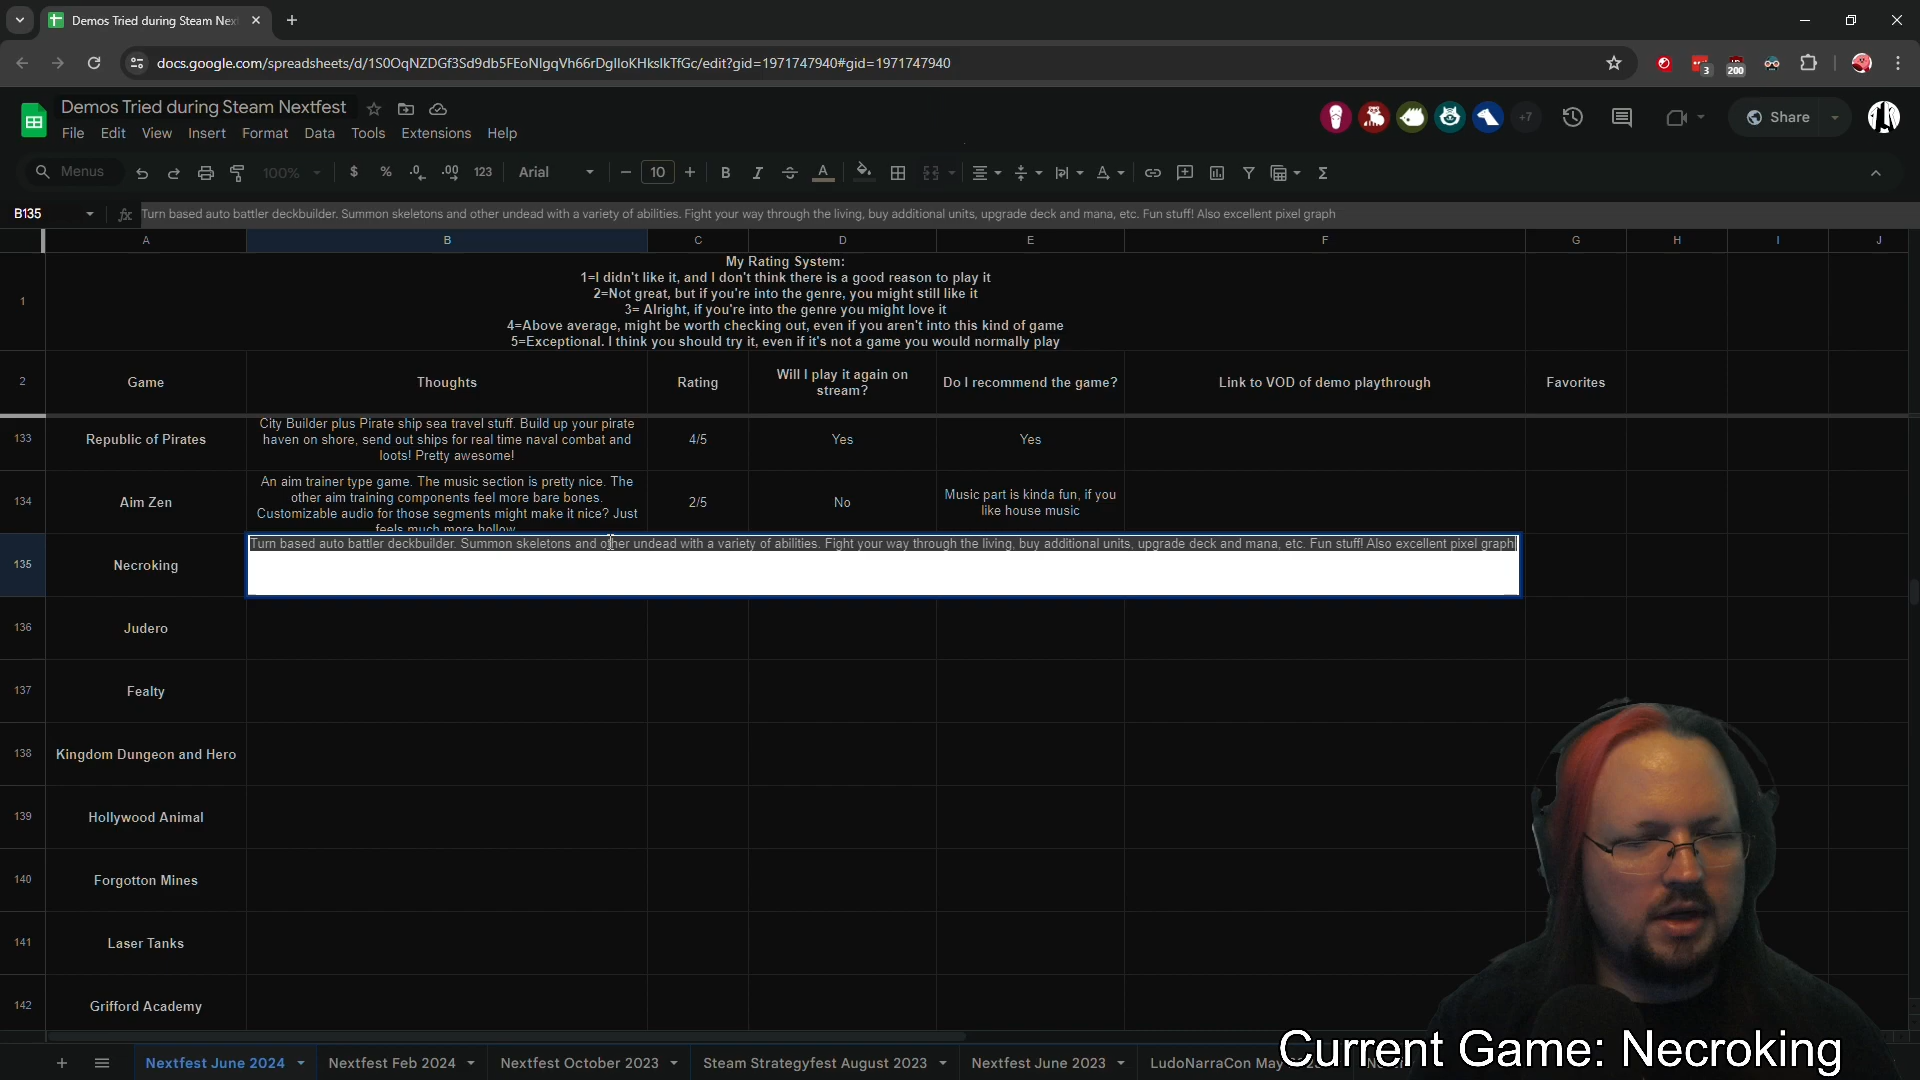 Demos Tried during Steam Nex
docs.google.com/spreadsheets/d/1S0OqNZDGf3Sd9db5FEoNlgqVh66rDgIloKHksIkTfGc/edit?gid=1971747940#gid=1971747940
3
200
Demos Tried during Steam Nextfest
File Edit View Insert Format Data Tools Extensions Help
+7
Share
Menus
100%
$ % .0 .00 123
Arial
10
B135
Turn based auto battler deckbuilder. Summon skeletons and other undead with a variety of abilities. Fight your way through the living, buy additional units, upgrade deck and mana, etc. Fun stuff! Also excellent pixel graph
A B C D E F G H I J
1
My Rating System:
1=I didn't like it, and I don't think there is a good reason to play it
2=Not great, but if you're into the genre, you might still like it
3= Alright, if you're into the genre you might love it
4=Above average, might be worth checking out, even if you aren't into this kind of game
5=Exceptional. I think you should try it, even if it's not a game you would normally play
2
Game
Thoughts
Rating
Will I play it again on
stream?
Do I recommend the game?
Link to VOD of demo playthrough
Favorites
133
Republic of Pirates
City Builder plus Pirate ship sea travel stuff. Build up your pirate
haven on shore, send out ships for real time naval combat and
loots! Pretty awesome!
4/5
Yes
Yes
134
Aim Zen
An aim trainer type game. The music section is pretty nice. The
other aim training components feel more bare bones.
Customizable audio for those segments might make it nice? Just
feels much more hollow
2/5
No
Music part is kinda fun, if you
like house music
135
Necroking
Turn based auto battler deckbuilder. Summon skeletons and other undead with a variety of abilities. Fight your way through the living, buy additional units, upgrade deck and mana, etc. Fun stuff! Also excellent pixel graph
136
Judero
137
Fealty
138
Kingdom Dungeon and Hero
139
Hollywood Animal
140
Forgotton Mines
141
Laser Tanks
142
Grifford Academy
Nextfest June 2024
Nextfest Feb 2024
Nextfest October 2023
Steam Strategyfest August 2023
Nextfest June 2023
LudoNarraCon May
Current Game: Necroking